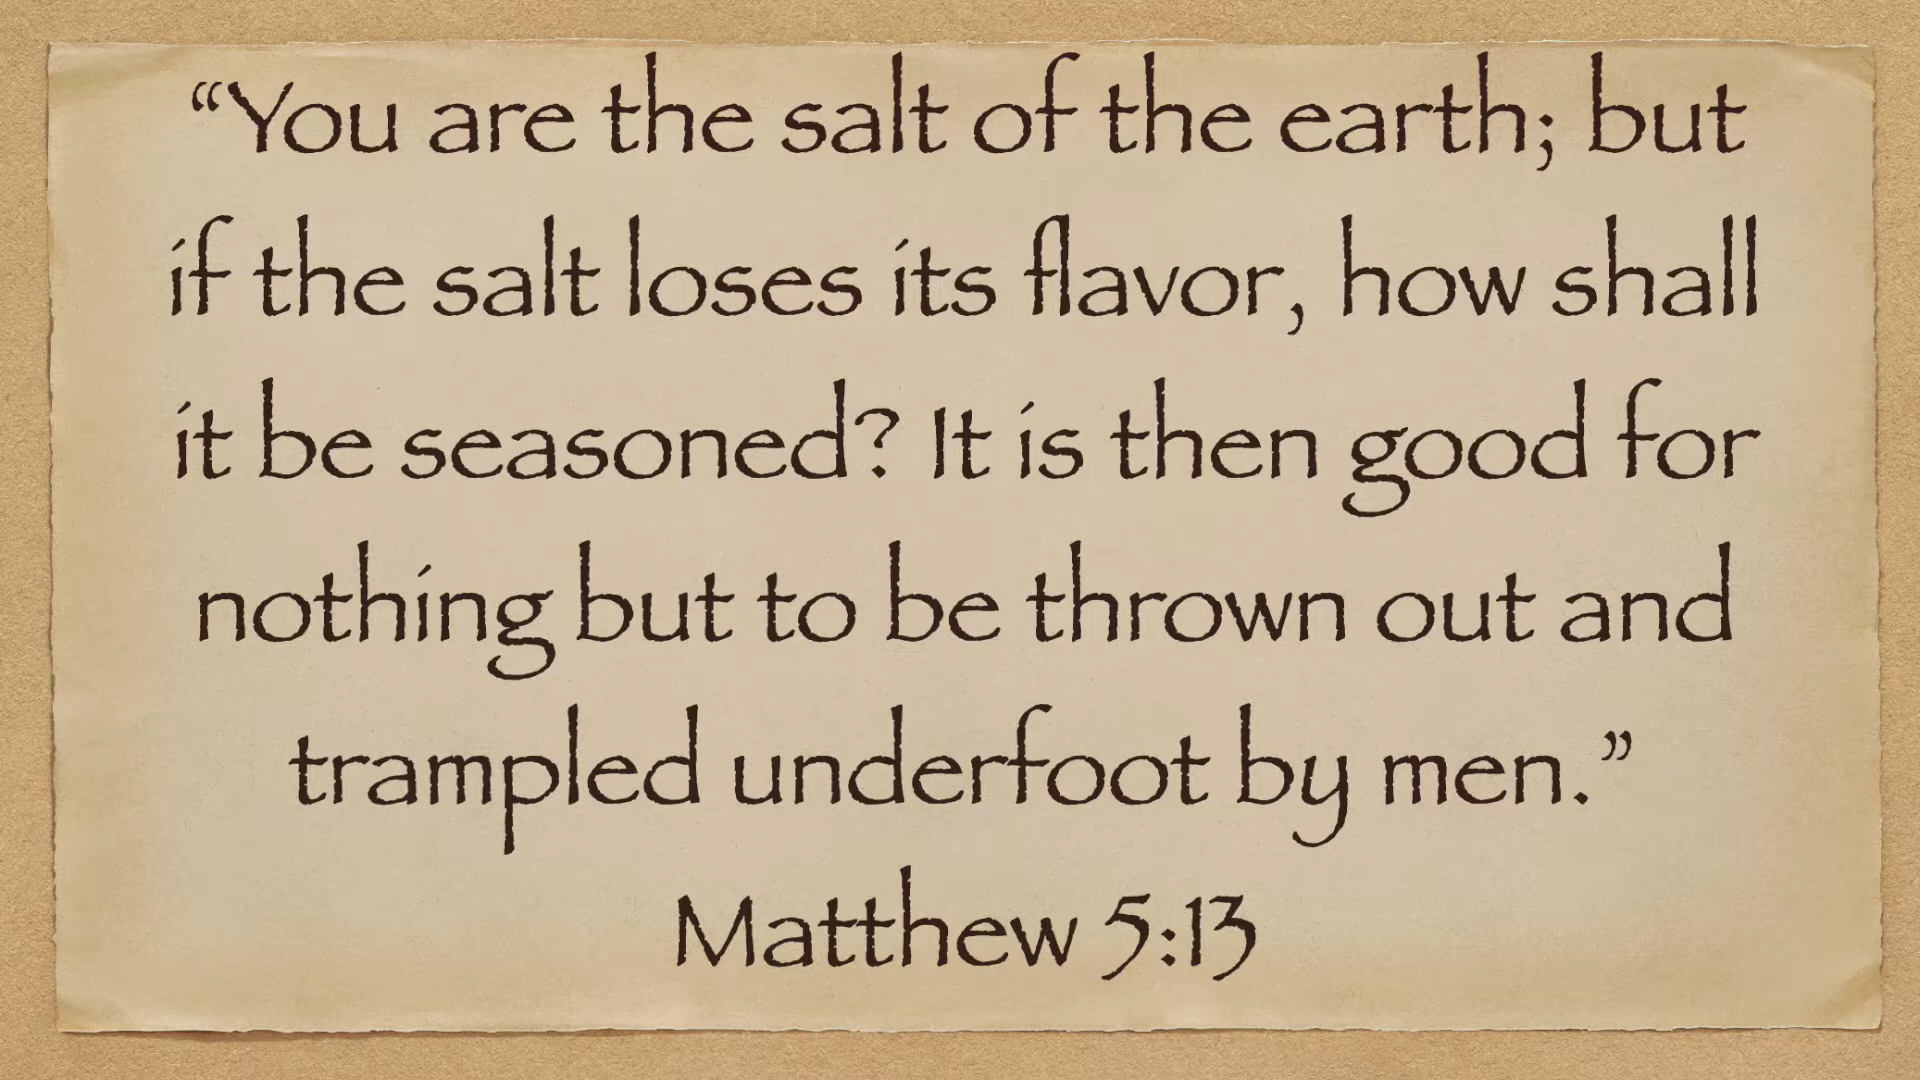 “You are the salt of the earth; but
if the salt loses its flavor, how shall
it be seasoned? It is then good for
nothing but to be thrown out and
trampled underfoot by men.”
Matthew 5:13